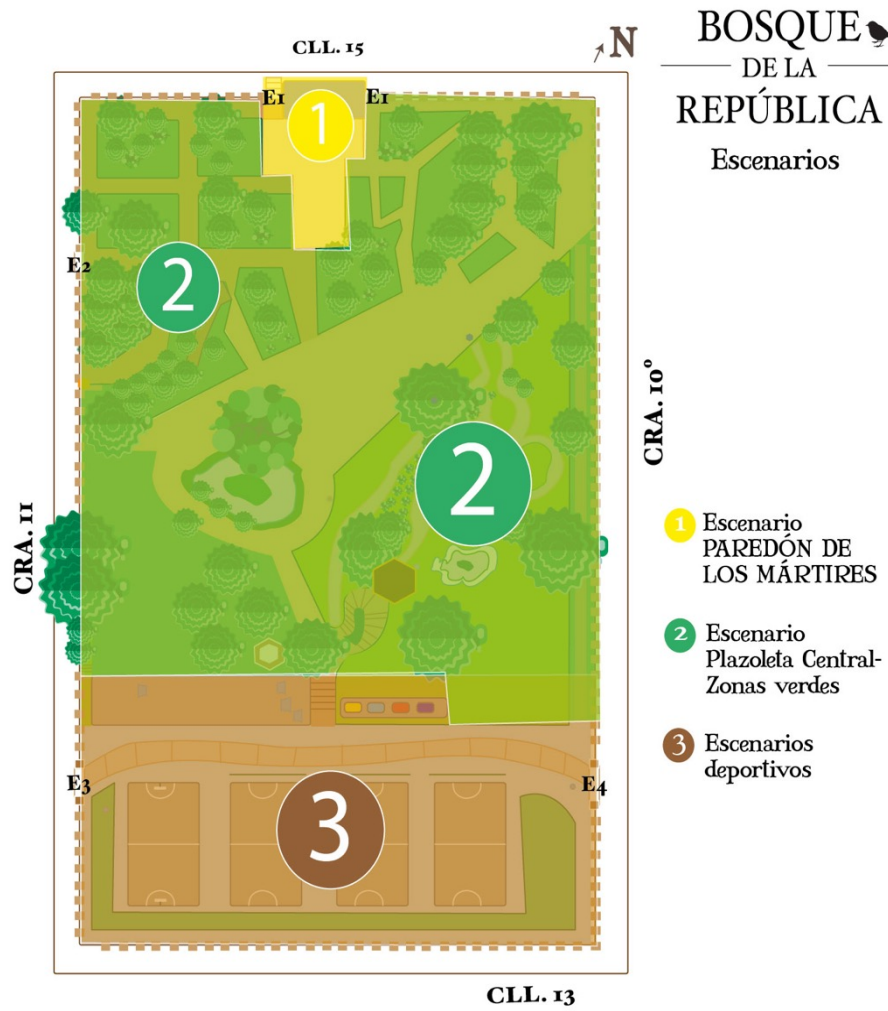 BOSQUE
DE LA
REPÚBLICA
Escenarios
CLL. 15
N
E1
E1
1
E2
2
CRA. 10º
2
CRA. 11
1 Escenario
PAREDÓN DE
LOS MÁRTIRES
2 Escenario
Plazoleta Central-
Zonas verdes
3 Escenarios
deportivos
E3
E4
3
CLL. 13